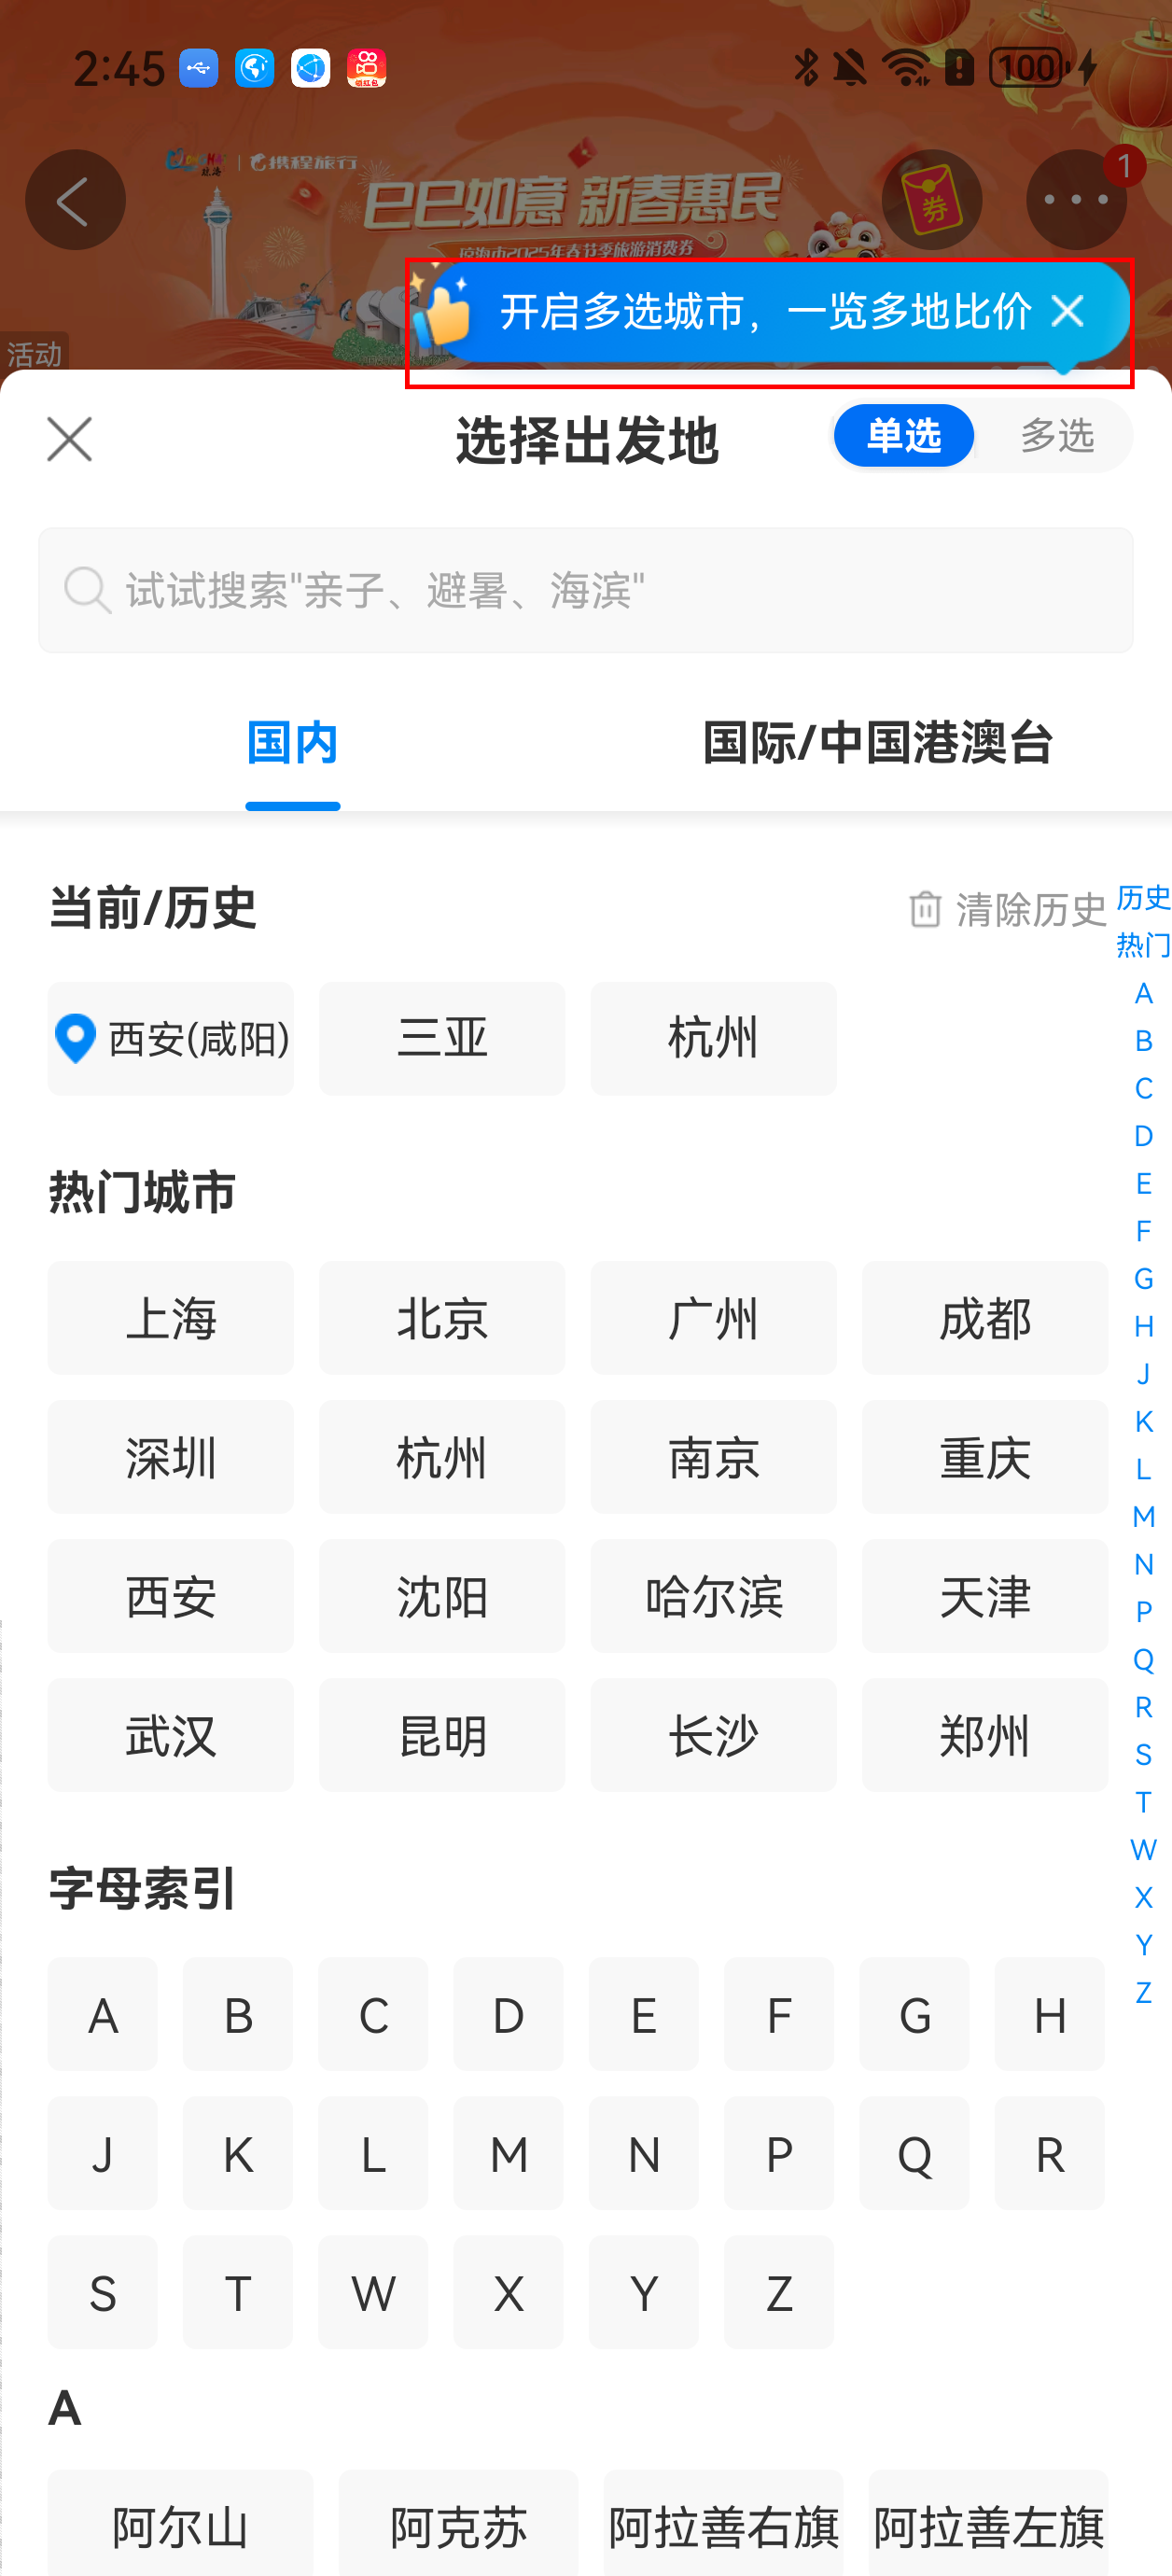 2:45
领红包
100
携程旅行
巳巳如意 新春惠民
琼海市2025年春节季旅游消费券
券
1
开启多选城市，一览多地比价
活动
选择出发地
单选
多选
试试搜索"亲子、避暑、海滨"
国内
国际/中国港澳台
当前/历史
清除历史
历史
热门
西安(咸阳)
三亚
杭州
热门城市
上海
北京
广州
成都
深圳
杭州
南京
重庆
西安
沈阳
哈尔滨
天津
武汉
昆明
长沙
郑州
A
B
C
D
E
F
G
H
J
K
L
M
N
P
Q
R
S
T
W
X
Y
Z
字母索引
A B C D E F G H
J K L M N P Q R
S T W X Y Z
A
阿尔山
阿克苏
阿拉善右旗
阿拉善左旗